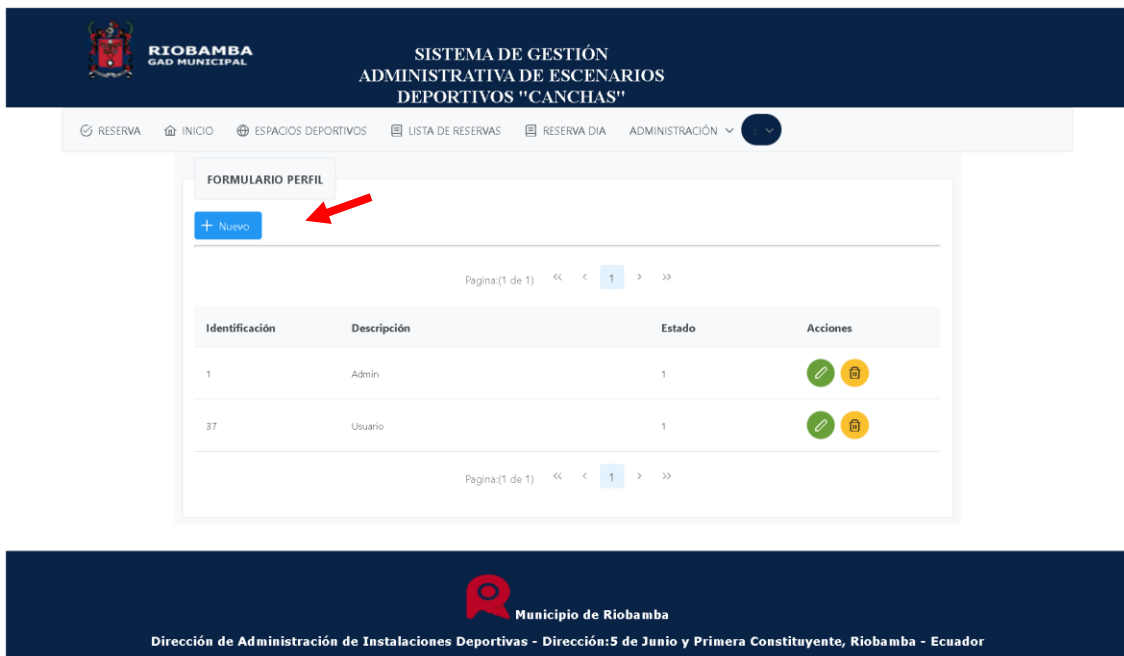 RIOBAMBA
GAD MUNICIPAL
SISTEMA DE GESTIÓN
ADMINISTRATIVA DE ESCENARIOS
DEPORTIVOS "CANCHAS"
RESERVA INICIO ESPACIOS DEPORTIVOS LISTA DE RESERVAS RESERVA DIA ADMINISTRACIÓN
FORMULARIO PERFIL
+ Nuevo
Pagina:(1 de 1) << < 1 > >>
Identificación Descripción Estado Acciones
1 Admin 1
37 Usuario 1
Pagina:(1 de 1) << < 1 > >>
Municipio de Riobamba
Dirección de Administración de Instalaciones Deportivas - Dirección:5 de Junio y Primera Constituyente, Riobamba - Ecuador